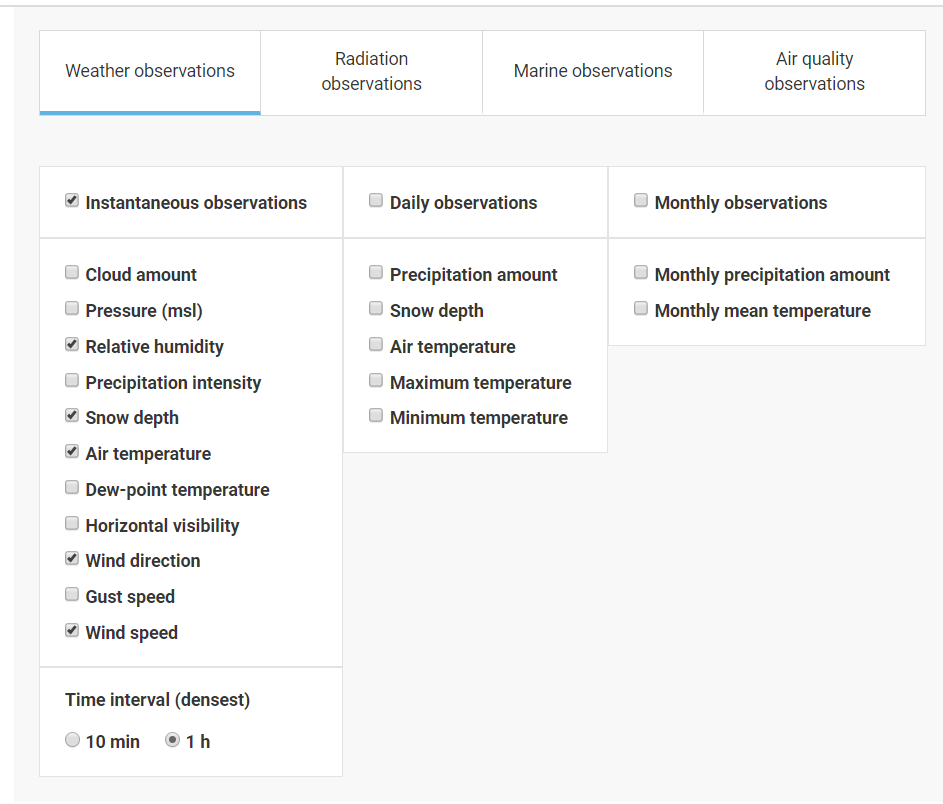 Weather observations
Radiation
observations
Marine observations
Air quality
observations
Instantaneous observations
Daily observations
Monthly observations
Cloud amount
Pressure (msl)
Relative humidity
Precipitation intensity
Snow depth
Air temperature
Dew-point temperature
Horizontal visibility
Wind direction
Gust speed
Wind speed
Time interval (densest)
10 min
1 h
Precipitation amount
Snow depth
Air temperature
Maximum temperature
Minimum temperature
Monthly precipitation amount
Monthly mean temperature